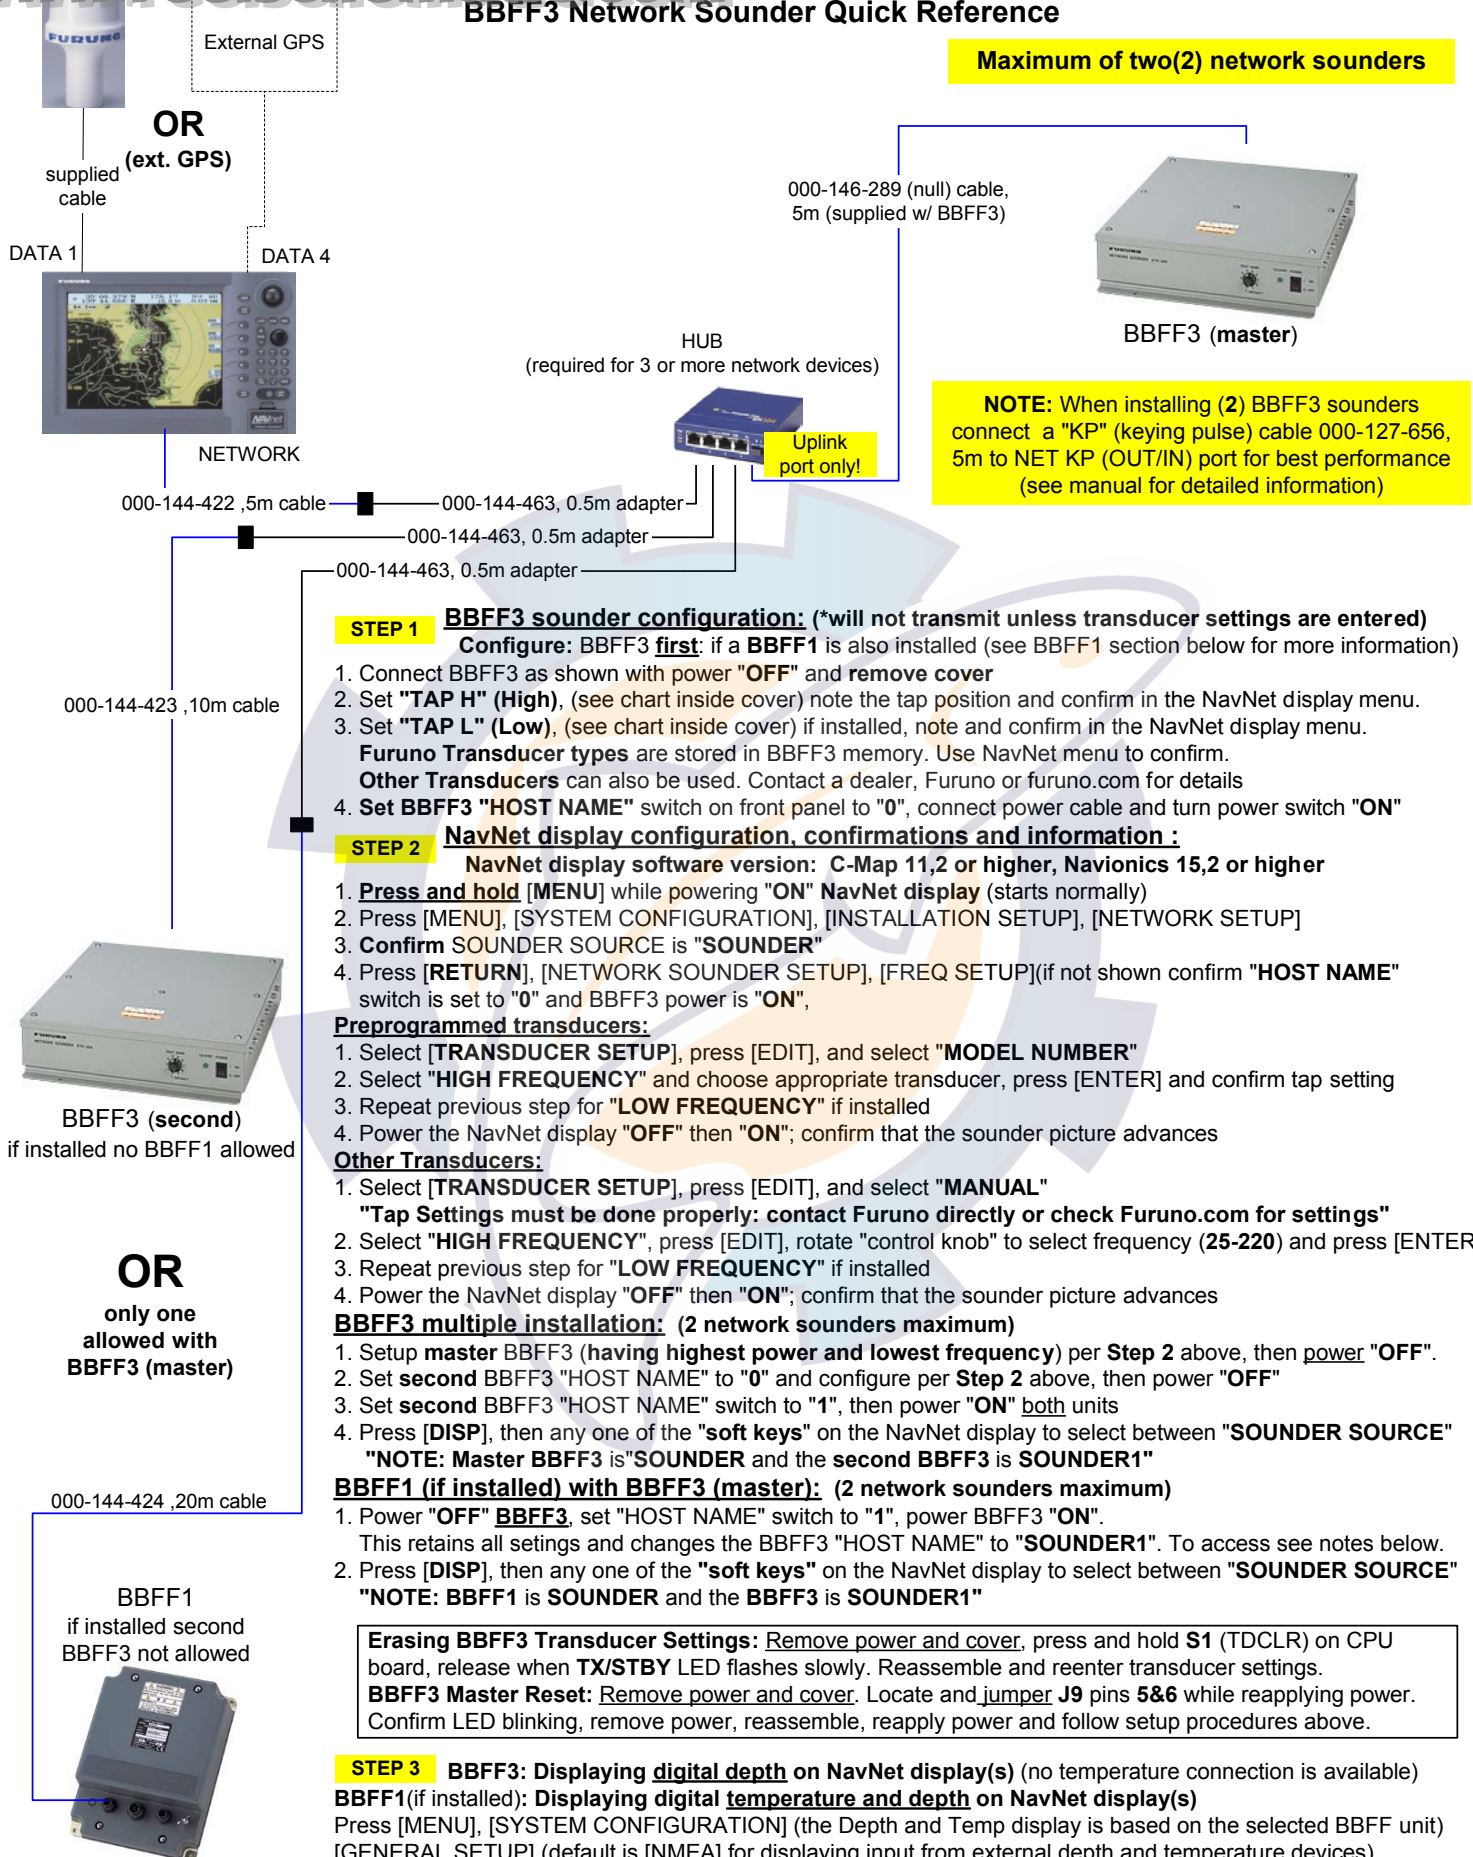 BBFF3 Network Sounder Quick Reference
FURUNO
External GPS
Maximum of two(2) network sounders
OR
(ext. GPS)
supplied
cable
000-146-289 (null) cable,
5m (supplied w/ BBFF3)
DATA 1
DATA 4
FURUNO
BBFF3 (master)
HUB
(required for 3 or more network devices)
NOTE: When installing (2) BBFF3 sounders
connect a "KP" (keying pulse) cable 000-127-656,
5m to NET KP (OUT/IN) port for best performance
(see manual for detailed information)
Uplink
port only!
NETWORK
000-144-422 ,5m cable
000-144-463, 0.5m adapter
000-144-463, 0.5m adapter
000-144-463, 0.5m adapter
STEP 1 BBFF3 sounder configuration: (*will not transmit unless transducer settings are entered)
Configure: BBFF3 first: if a BBFF1 is also installed (see BBFF1 section below for more information)
1. Connect BBFF3 as shown with power "OFF" and remove cover
2. Set "TAP H" (High), (see chart inside cover) note the tap position and confirm in the NavNet display menu.
3. Set "TAP L" (Low), (see chart inside cover) if installed, note and confirm in the NavNet display menu.
Furuno Transducer types are stored in BBFF3 memory. Use NavNet menu to confirm.
Other Transducers can also be used. Contact a dealer, Furuno or furuno.com for details
4. Set BBFF3 "HOST NAME" switch on front panel to "0", connect power cable and turn power switch "ON"
000-144-423 ,10m cable
STEP 2 NavNet display configuration, confirmations and information :
NavNet display software version: C-Map 11,2 or higher, Navionics 15,2 or higher
1. Press and hold [MENU] while powering "ON" NavNet display (starts normally)
2. Press [MENU], [SYSTEM CONFIGURATION], [INSTALLATION SETUP], [NETWORK SETUP]
3. Confirm SOUNDER SOURCE is "SOUNDER"
4. Press [RETURN], [NETWORK SOUNDER SETUP], [FREQ SETUP](if not shown confirm "HOST NAME"
switch is set to "0" and BBFF3 power is "ON",
Preprogrammed transducers:
1. Select [TRANSDUCER SETUP], press [EDIT], and select "MODEL NUMBER"
2. Select "HIGH FREQUENCY" and choose appropriate transducer, press [ENTER] and confirm tap setting
3. Repeat previous step for "LOW FREQUENCY" if installed
4. Power the NavNet display "OFF" then "ON"; confirm that the sounder picture advances
BBFF3 (second)
if installed no BBFF1 allowed
Other Transducers:
1. Select [TRANSDUCER SETUP], press [EDIT], and select "MANUAL"
"Tap Settings must be done properly: contact Furuno directly or check Furuno.com for settings"
2. Select "HIGH FREQUENCY", press [EDIT], rotate "control knob" to select frequency (25-220) and press [ENTER
3. Repeat previous step for "LOW FREQUENCY" if installed
4. Power the NavNet display "OFF" then "ON"; confirm that the sounder picture advances
OR
only one
allowed with
BBFF3 (master)
BBFF3 multiple installation: (2 network sounders maximum)
1. Setup master BBFF3 (having highest power and lowest frequency) per Step 2 above, then power "OFF".
2. Set second BBFF3 "HOST NAME" to "0" and configure per Step 2 above, then power "OFF"
3. Set second BBFF3 "HOST NAME" switch to "1", then power "ON" both units
4. Press [DISP], then any one of the "soft keys" on the NavNet display to select between "SOUNDER SOURCE"
"NOTE: Master BBFF3 is"SOUNDER and the second BBFF3 is SOUNDER1"
BBFF1 (if installed) with BBFF3 (master): (2 network sounders maximum)
1. Power "OFF" BBFF3, set "HOST NAME" switch to "1", power BBFF3 "ON".
This retains all setings and changes the BBFF3 "HOST NAME" to "SOUNDER1". To access see notes below.
2. Press [DISP], then any one of the "soft keys" on the NavNet display to select between "SOUNDER SOURCE"
"NOTE: BBFF1 is SOUNDER and the BBFF3 is SOUNDER1"
000-144-424 ,20m cable
BBFF1
if installed second
BBFF3 not allowed
Erasing BBFF3 Transducer Settings: Remove power and cover, press and hold S1 (TDCLR) on CPU
board, release when TX/STBY LED flashes slowly. Reassemble and reenter transducer settings.
BBFF3 Master Reset: Remove power and cover. Locate and jumper J9 pins 5&6 while reapplying power.
Confirm LED blinking, remove power, reassemble, reapply power and follow setup procedures above.
STEP 3 BBFF3: Displaying digital depth on NavNet display(s) (no temperature connection is available)
BBFF1(if installed): Displaying digital temperature and depth on NavNet display(s)
Press [MENU], [SYSTEM CONFIGURATION] (the Depth and Temp display is based on the selected BBFF unit)
[GENERAL SETUP] (default is [NMEA] for displaying input from external depth and temperature devices)